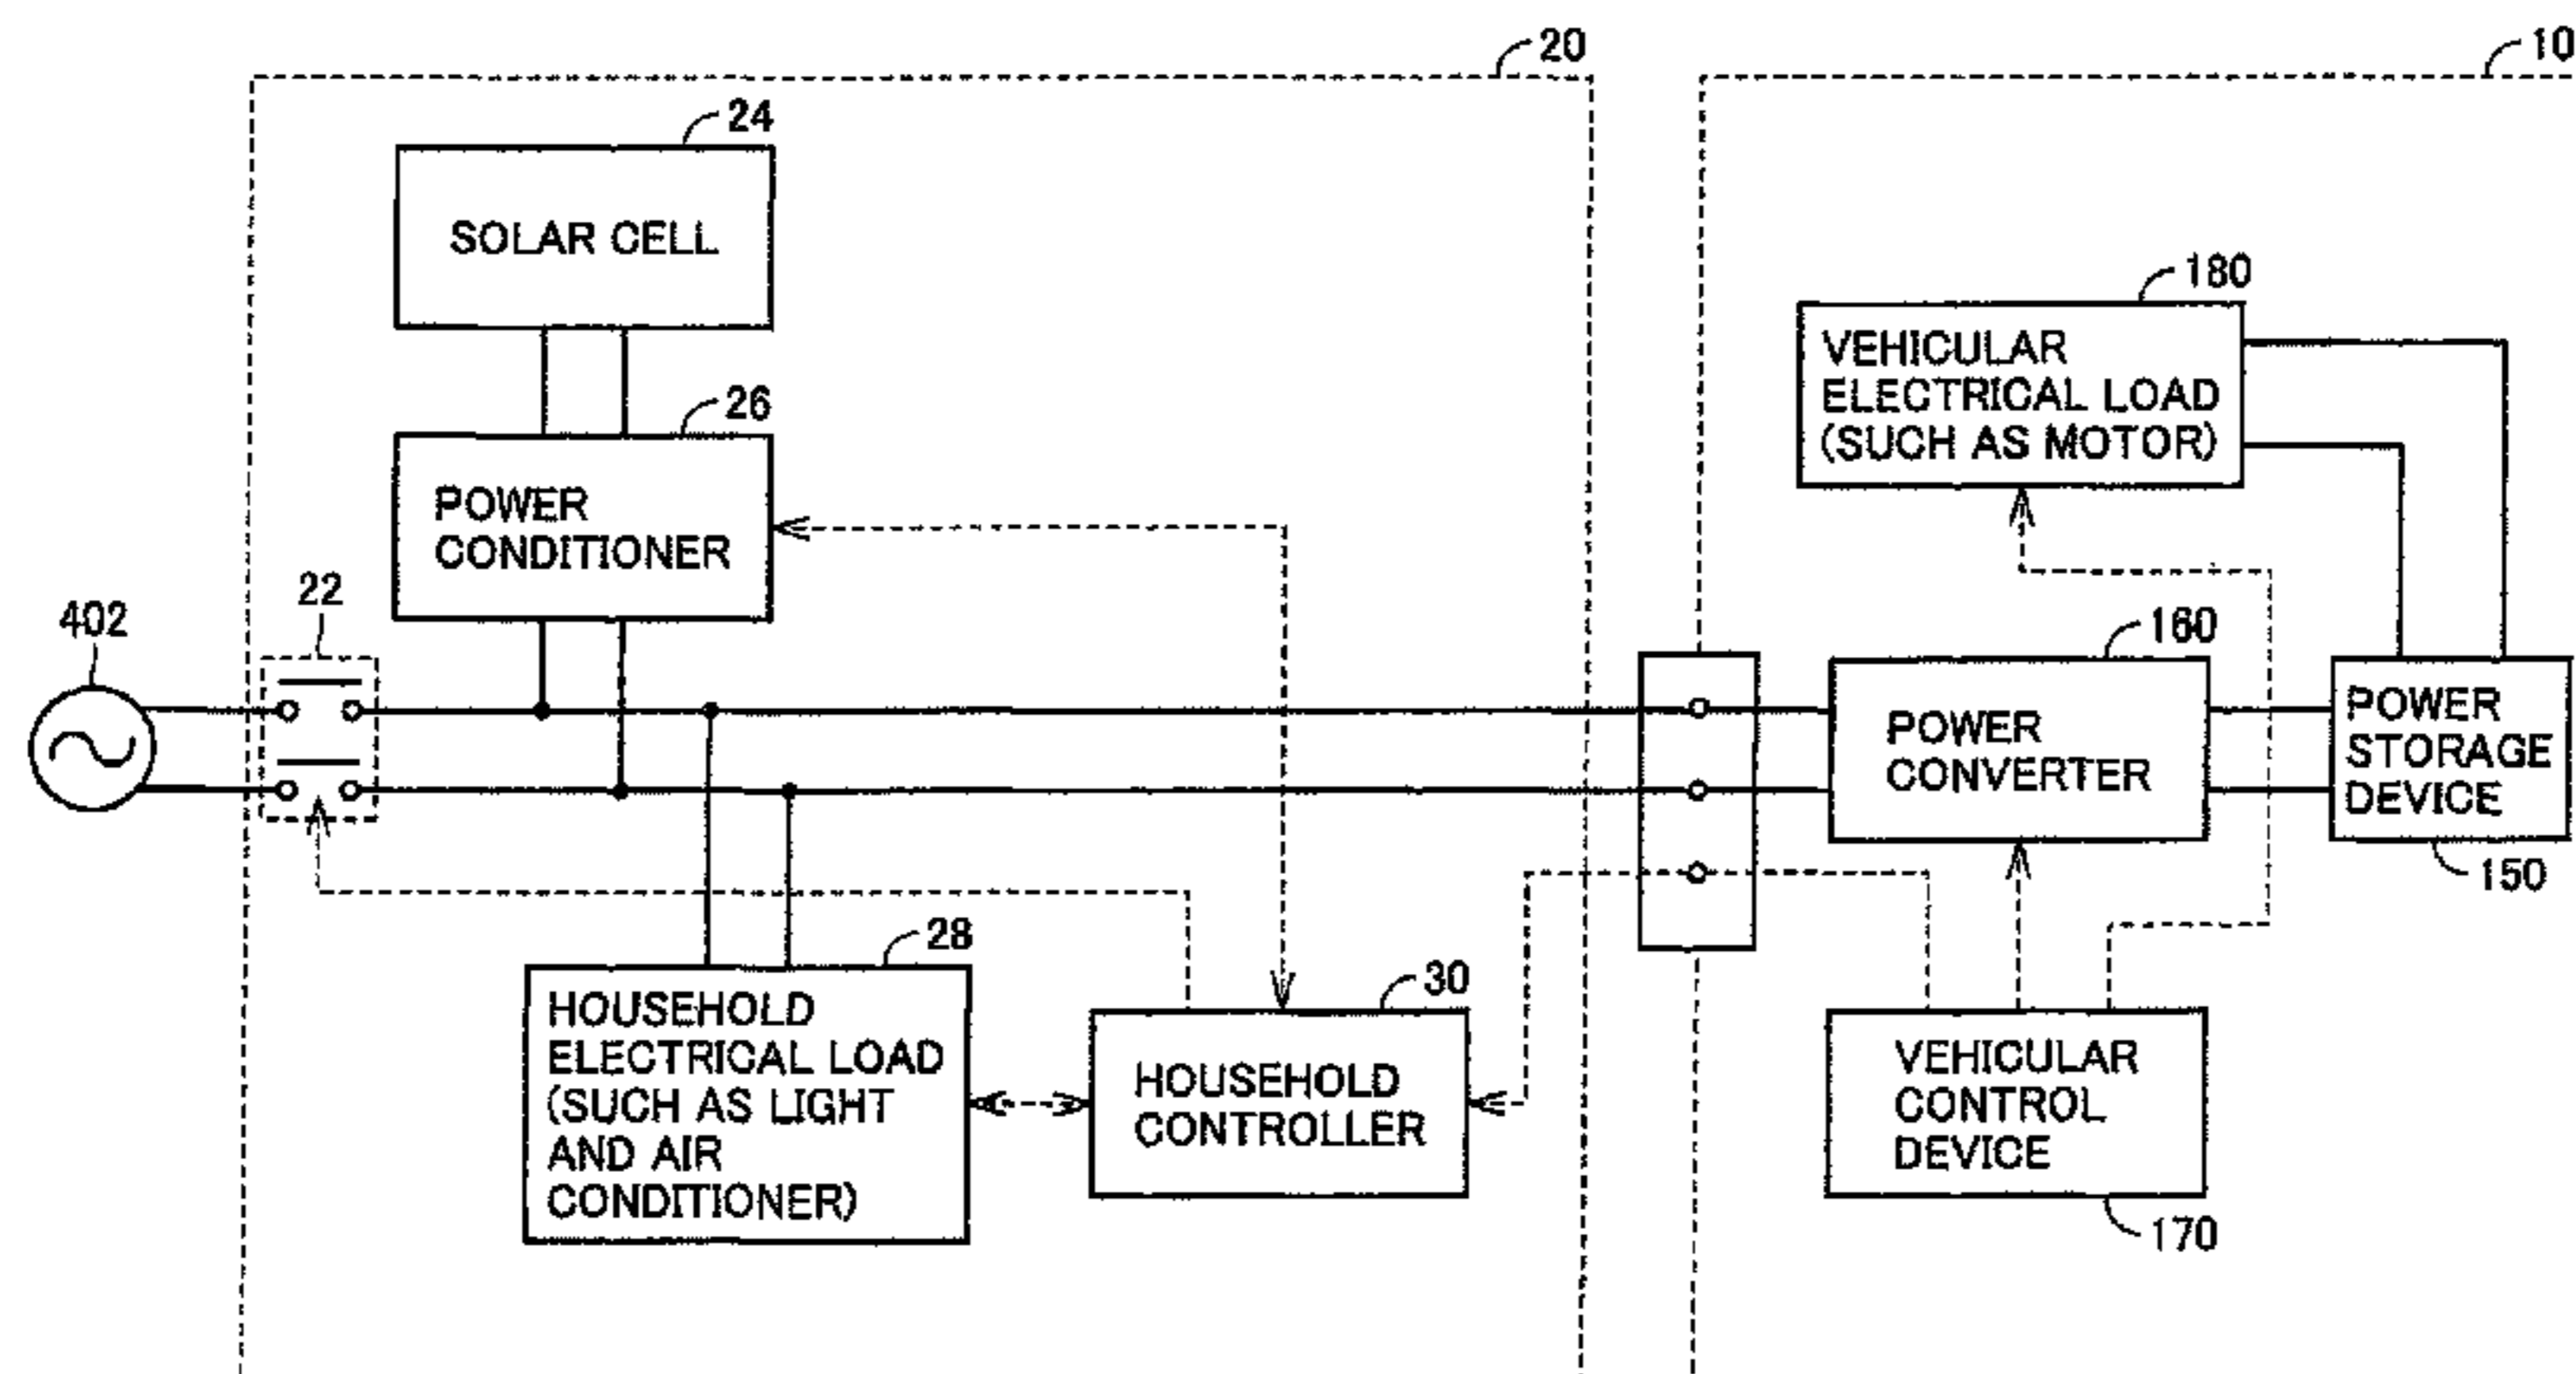 20
10
24
SOLAR CELL
180
VEHICULAR
ELECTRICAL LOAD
(SUCH AS MOTOR)
26
POWER
CONDITIONER
22
402
160
POWER
CONVERTER
POWER
STORAGE
DEVICE
150
28
HOUSEHOLD
ELECTRICAL LOAD
(SUCH AS LIGHT
AND AIR
CONDITIONER)
30
HOUSEHOLD
CONTROLLER
VEHICULAR
CONTROL
DEVICE
170